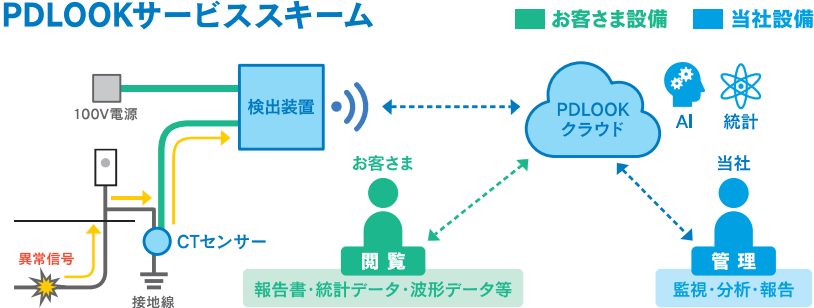 PDLOOKサービススキーム
お客さま設備
当社設備
100V電源
検出装置
PDLOOK
クラウド
AI
統計
お客さま
当社
CTセンサー
異常信号
接地線
閲覧
管理
報告書・統計データ・波形データ等
監視・分析・報告